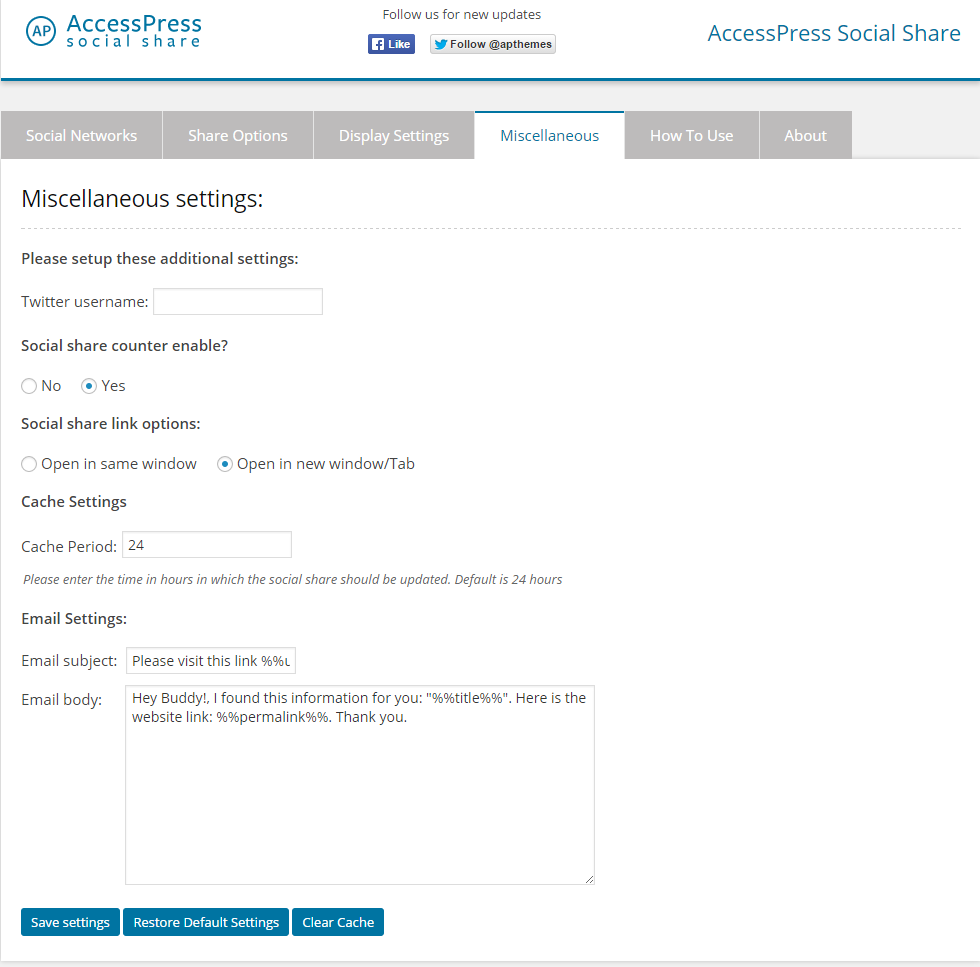 AP AccessPress
social share
Follow us for new updates
Like Follow @apthemes
AccessPress Social Share
Social Networks Share Options Display Settings Miscellaneous How To Use About
Miscellaneous settings:
Please setup these additional settings:
Twitter username:
Social share counter enable?
No Yes
Social share link options:
Open in same window Open in new window/Tab
Cache Settings
Cache Period: 24
Please enter the time in hours in which the social share should be updated. Default is 24 hours
Email Settings:
Email subject: Please visit this link %%
Email body: Hey Buddy!, I found this information for you: "%%title%%". Here is the
website link: %%permalink%%. Thank you.
Save settings Restore Default Settings Clear Cache